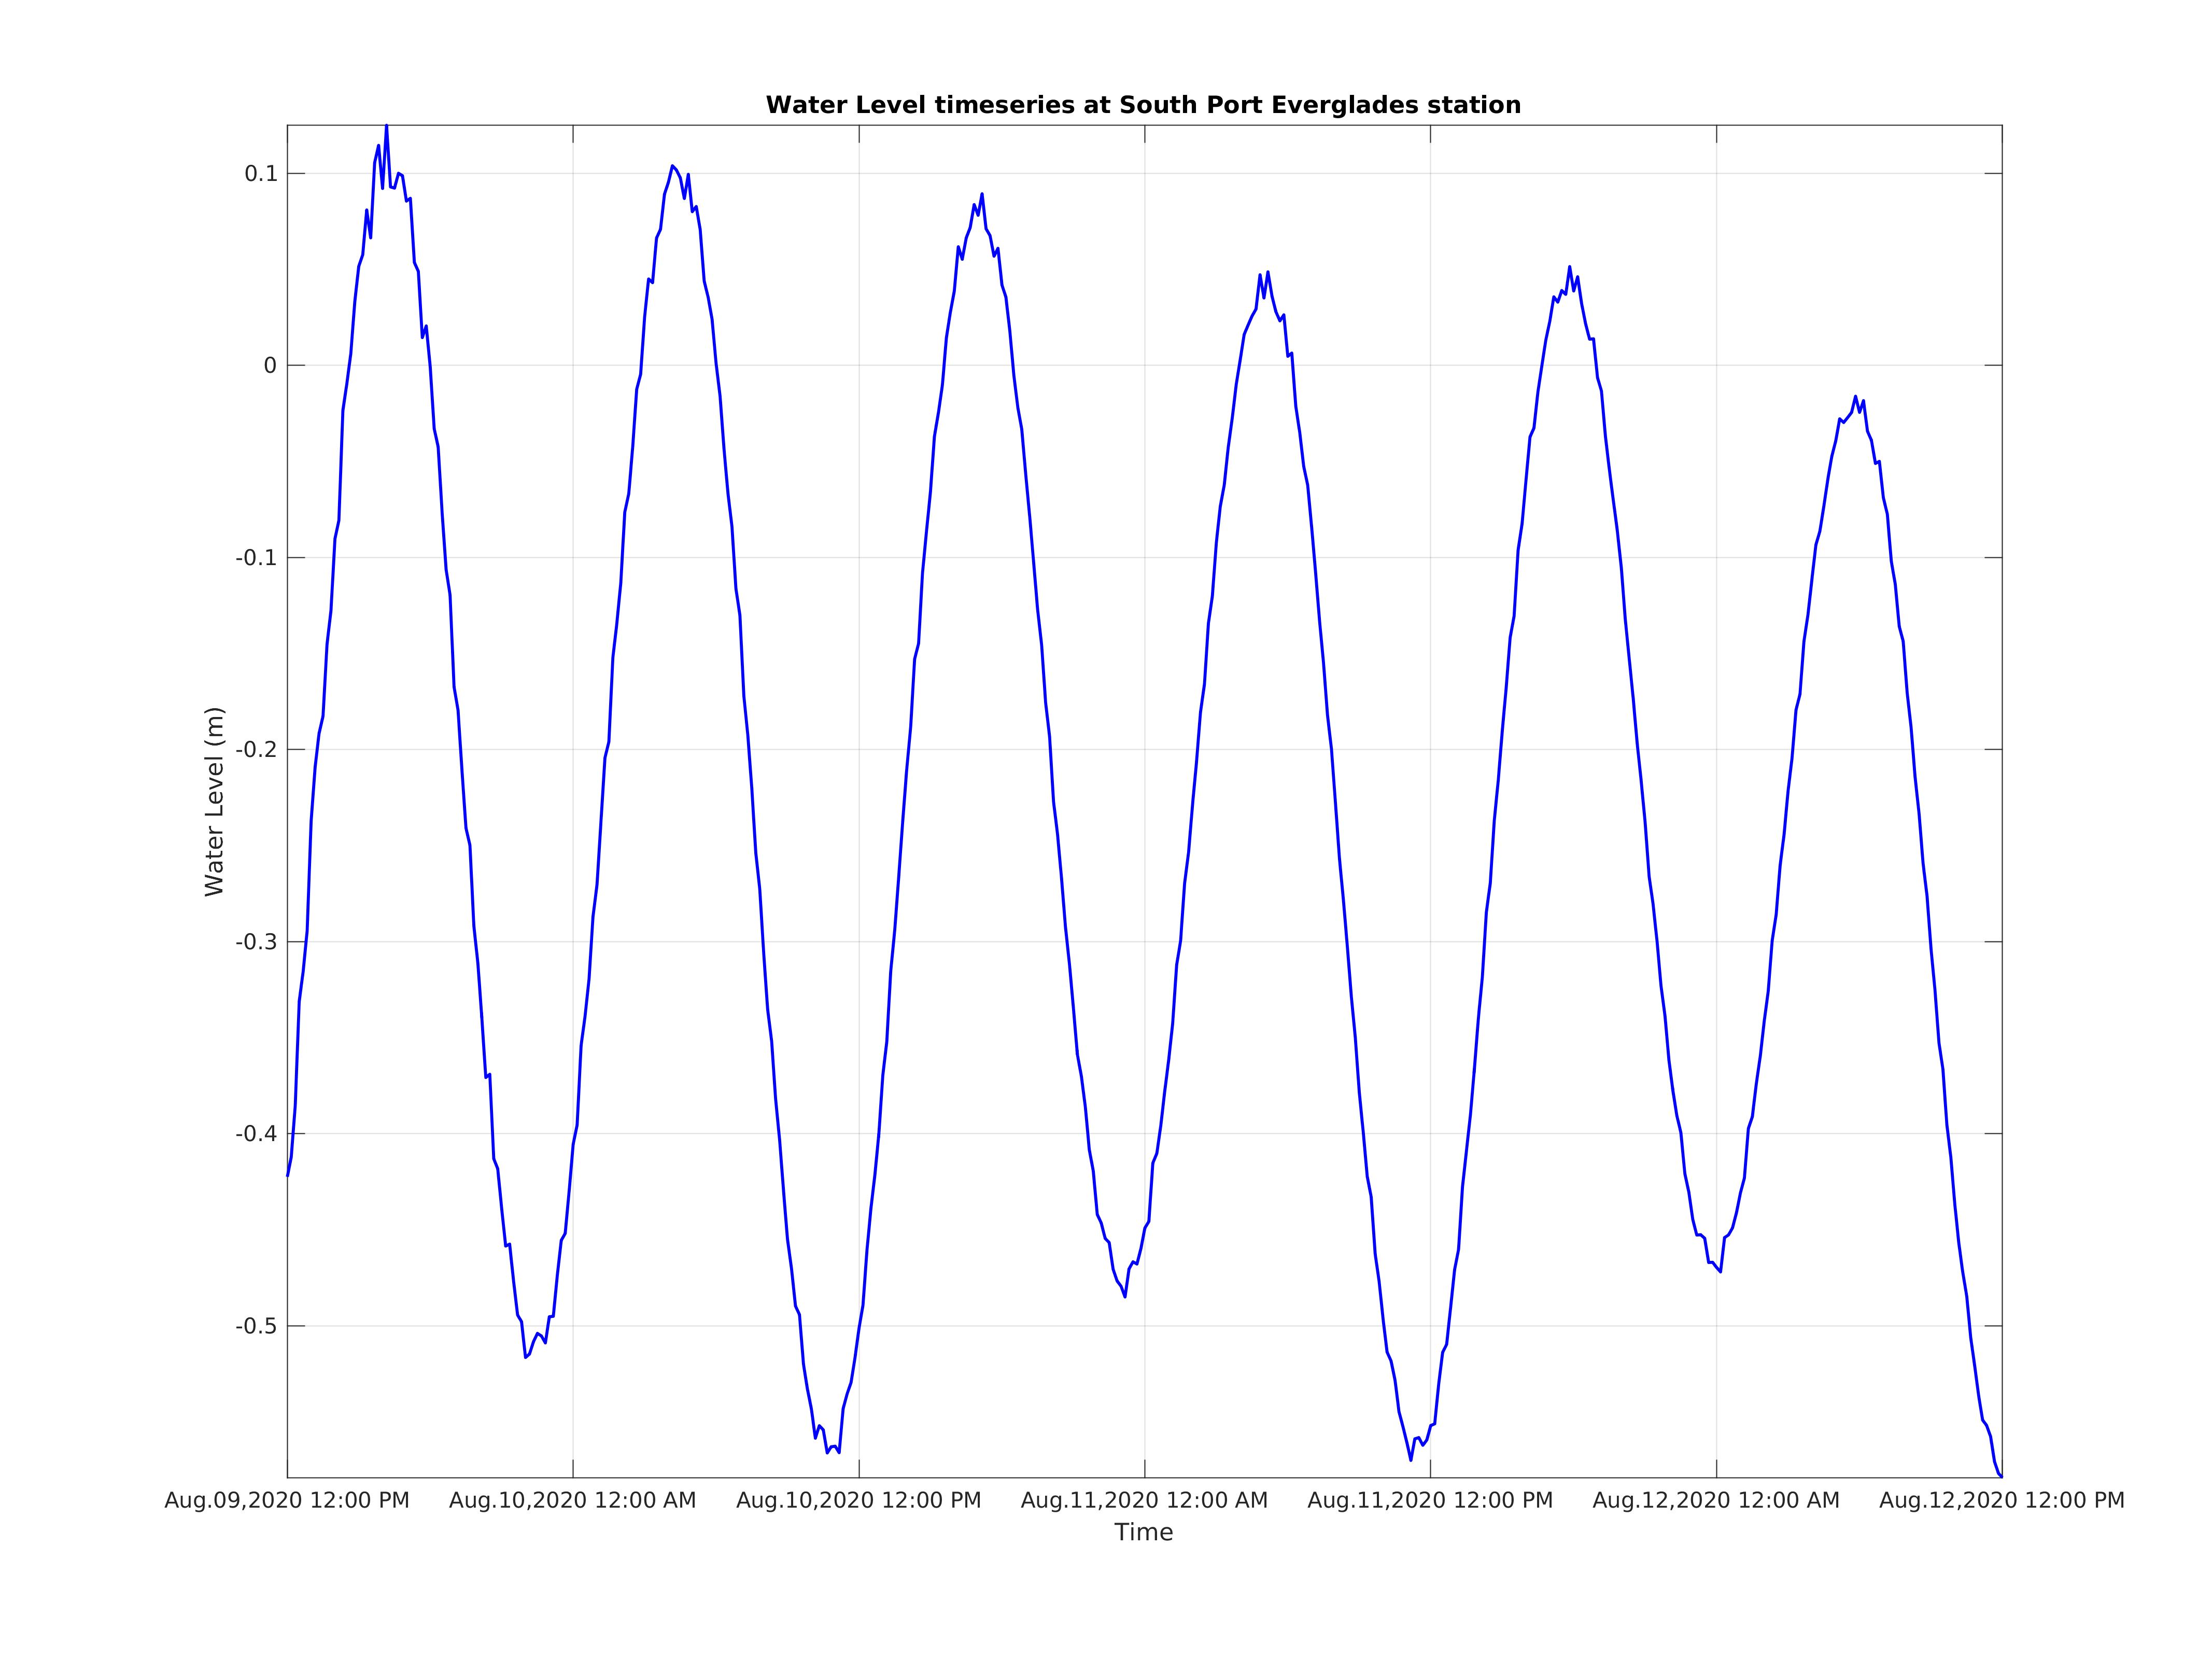 Water Level timeseries at South Port Everglades station
0.1
0
-0.1
-0.2
-0.3
-0.4
-0.5
Water Level (m)
Aug.09,2020 12:00 PM
Aug.10,2020 12:00 AM
Aug.10,2020 12:00 PM
Aug.11,2020 12:00 AM
Aug.11,2020 12:00 PM
Aug.12,2020 12:00 AM
Aug.12,2020 12:00 PM
Time